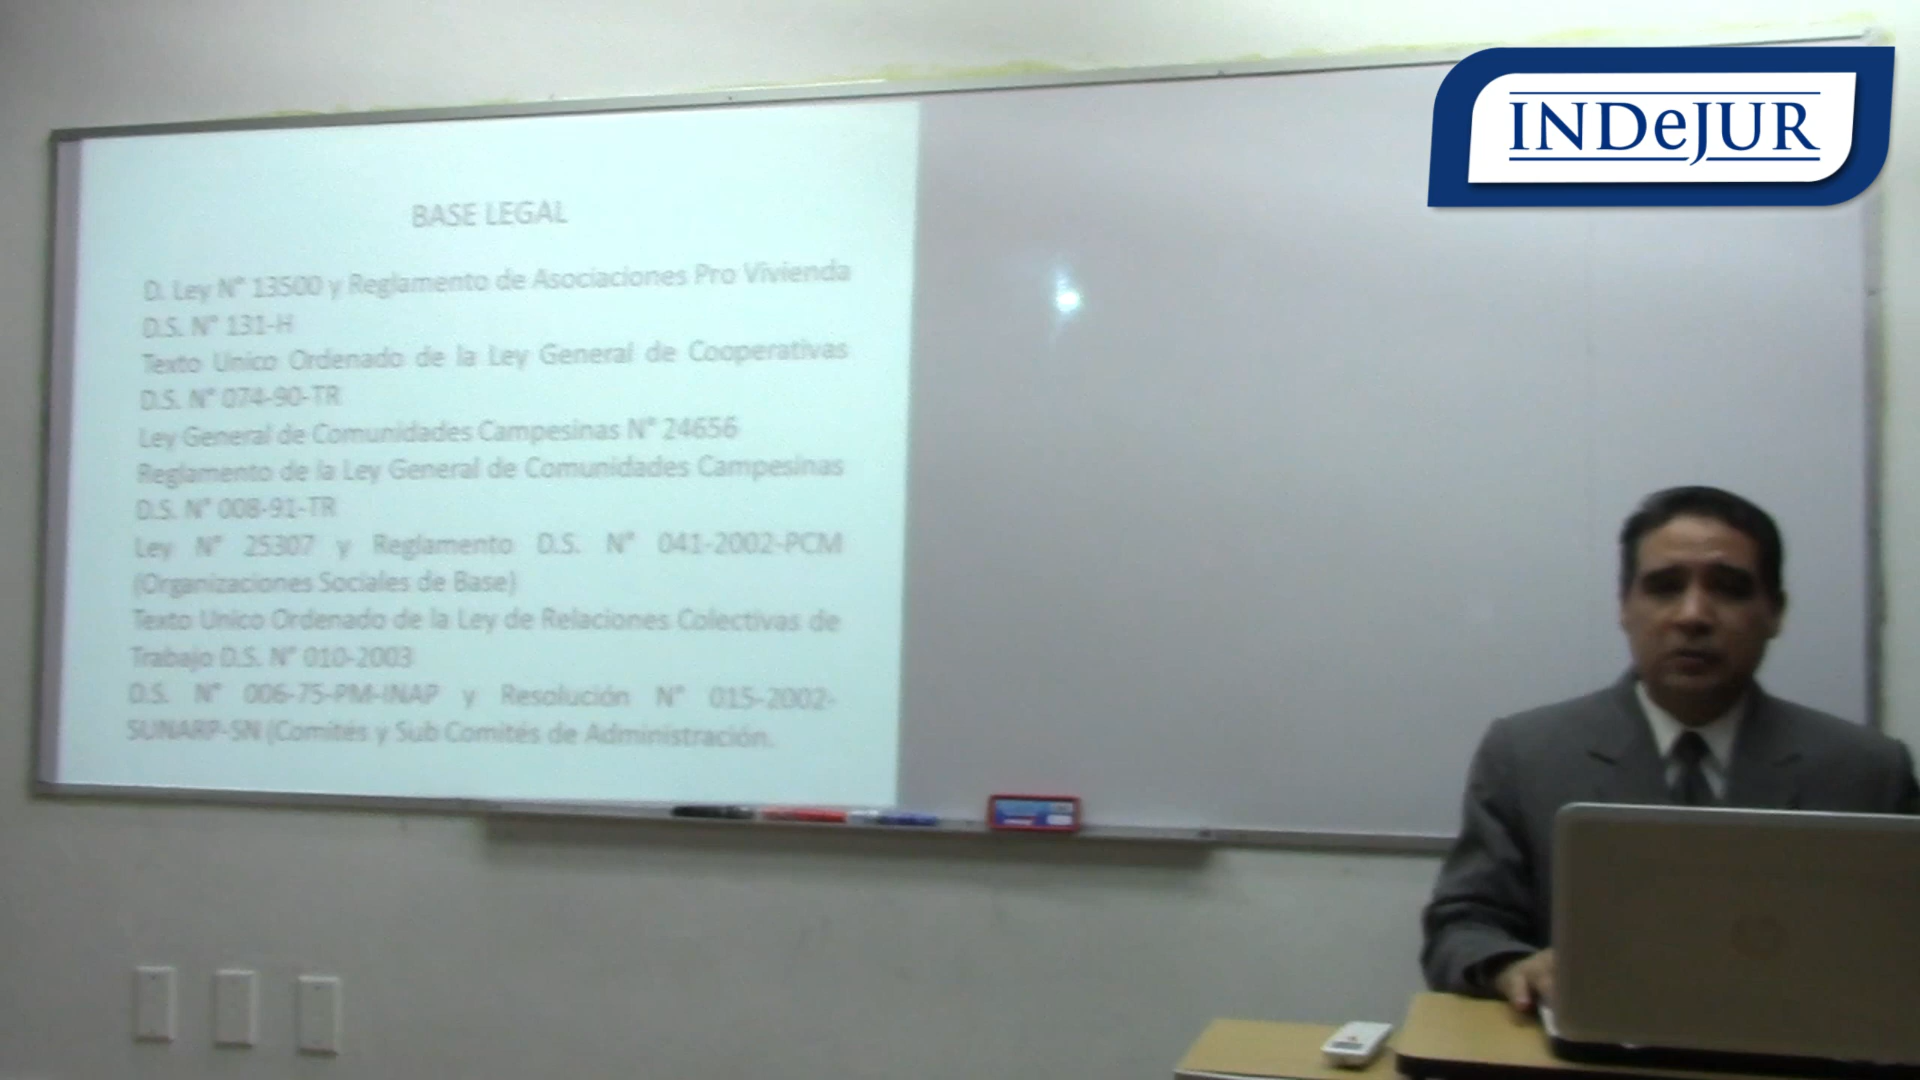 INDeJUR
BASE LEGAL
D. Ley N° 13500 y Reglamento de Asociaciones Pro Vivienda
D.S. N° 131-H
Texto Unico Ordenado de la Ley General de Cooperativas
D.S. N° 074-90-TR
Ley General de Comunidades Campesinas N° 24656
Reglamento de la Ley General de Comunidades Campesinas
D.S. N° 008-91-TR
Ley N° 25307 y Reglamento D.S. N° 041-2002-PCM
(Organizaciones Sociales de Base)
Texto Unico Ordenado de la Ley de Relaciones Colectivas de
Trabajo D.S. N° 010-2003
D.S. N° 006-75-PM-INAP y Resolución N° 015-2002-
SUNARP-SN (Comités y Sub Comités de Administración.